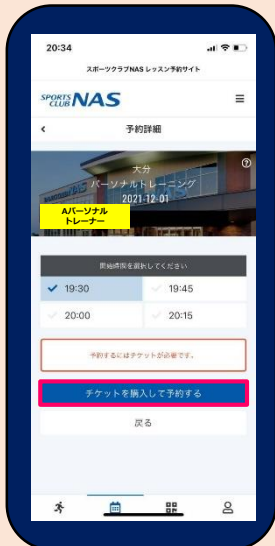 20:34
スポーツクラブNAS レッスン予約サイト
SPORTS CLUB NAS
予約詳細
大分
パーソナルトレーニング
2021-12-01
Aパーソナル
トレーナー
開始時間を選択してください
19:30
19:45
20:00
20:15
予約するにはチケットが必要です。
チケットを購入して予約する
戻る